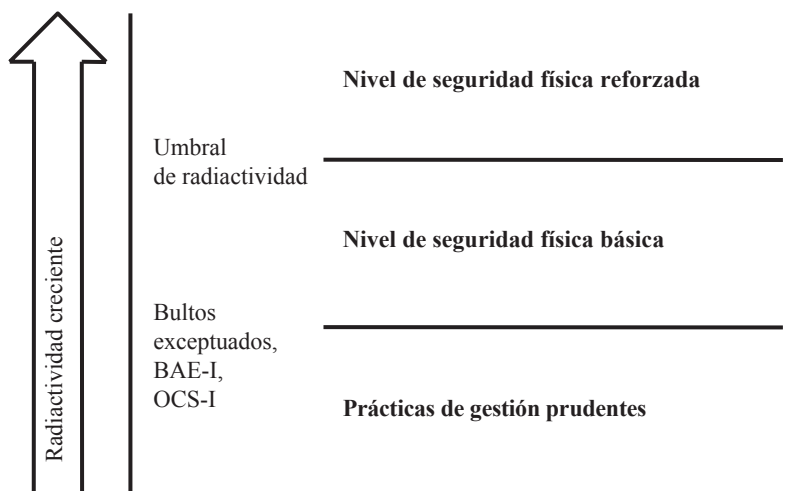 Nivel de seguridad física reforzada
Umbral
de radiactividad
Nivel de seguridad física básica
Radiactividad creciente
Bultos
exceptuados,
BAE-I,
OCS-I
Prácticas de gestión prudentes